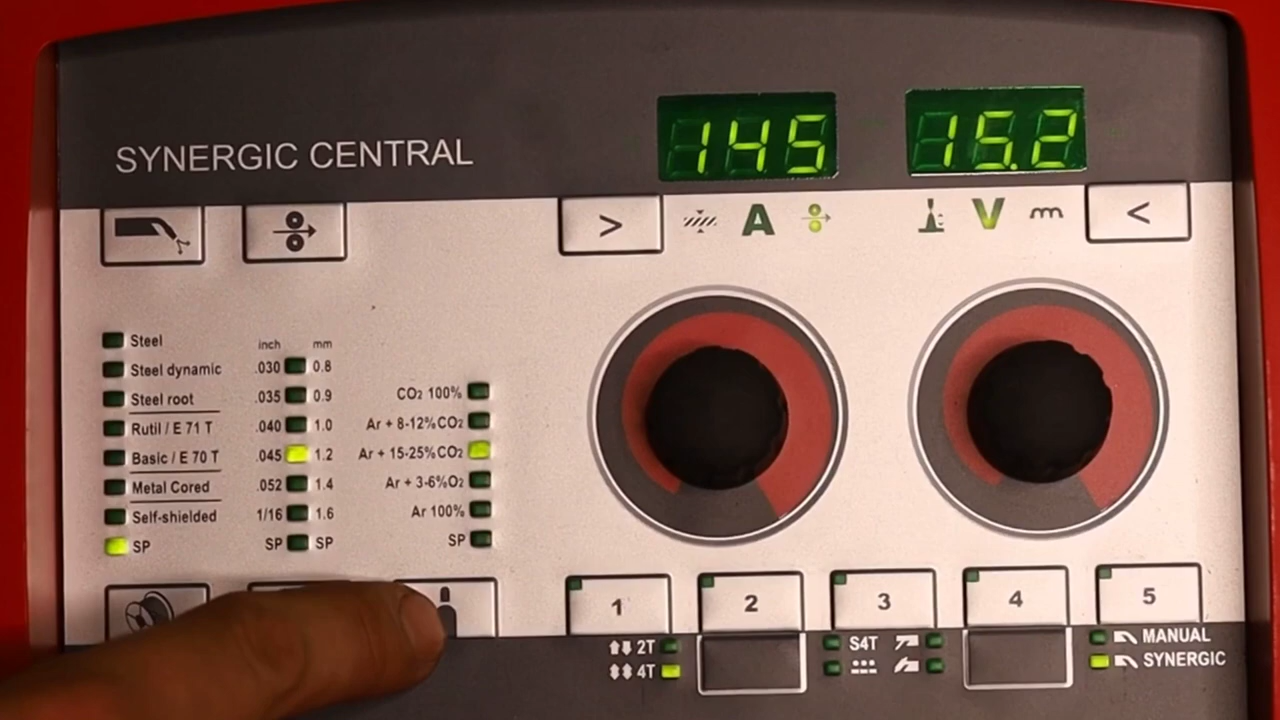 145 15.2
SYNERGIC CENTRAL
> A V <
Steel
inch mm
Steel dynamic .030 0.8
Steel root .035 0.9 CO₂ 100%
Rutil / E 71 T .040 1.0 Ar + 8-12%CO₂
Basic / E 70 T .045 1.2 Ar + 15-25%CO₂
Metal Cored .052 1.4 Ar + 3-6%O₂
Self-shielded 1/16 1.6 Ar 100%
SP SP SP SP
1 2 3 4 5
2T S4T MANUAL
4T SYNERGIC